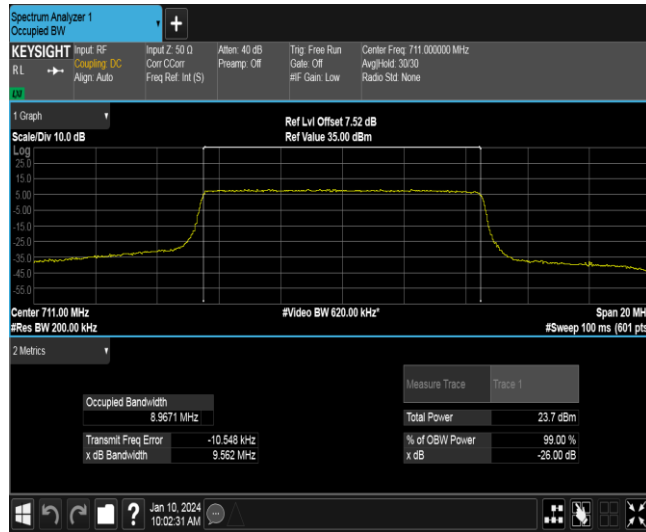 Spectrum Analyzer 1
Occupied BW
+
KEYSIGHT
RL
LXI
Input: RF
Coupling: DC
Align: Auto
Input Z: 50 Ω
Corr CCorr
Freq Ref: Int (S)
Atten: 40 dB
Preamp: Off
Trig: Free Run
Gate: Off
#IF Gain: Low
Center Freq: 711.000000 MHz
Avg|Hold: 30/30
Radio Std: None
1 Graph
Scale/Div 10.0 dB
Ref Lvl Offset 7.52 dB
Ref Value 35.00 dBm
Log
25.0
15.0
5.00
-5.00
-15.0
-25.0
-35.0
-45.0
-55.0
Center 711.00 MHz
#Res BW 200.00 kHz
#Video BW 620.00 kHz*
Span 20 MH
#Sweep 100 ms (601 pts
2 Metrics
Measure Trace
Trace 1
Occupied Bandwidth
8.9671 MHz
Total Power
23.7 dBm
Transmit Freq Error
-10.548 kHz
% of OBW Power
99.00 %
x dB Bandwidth
9.562 MHz
x dB
-26.00 dB
?
Jan 10, 2024
10:02:31 AM